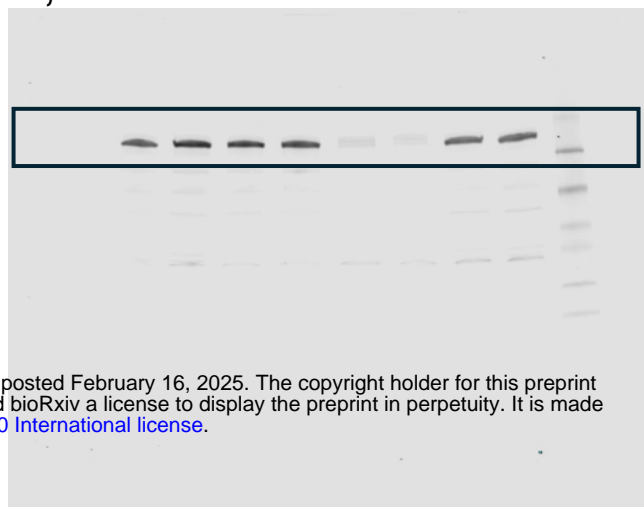 posted February 16, 2025. The copyright holder for this preprint
bioRxiv a license to display the preprint in perpetuity. It is made
International license.